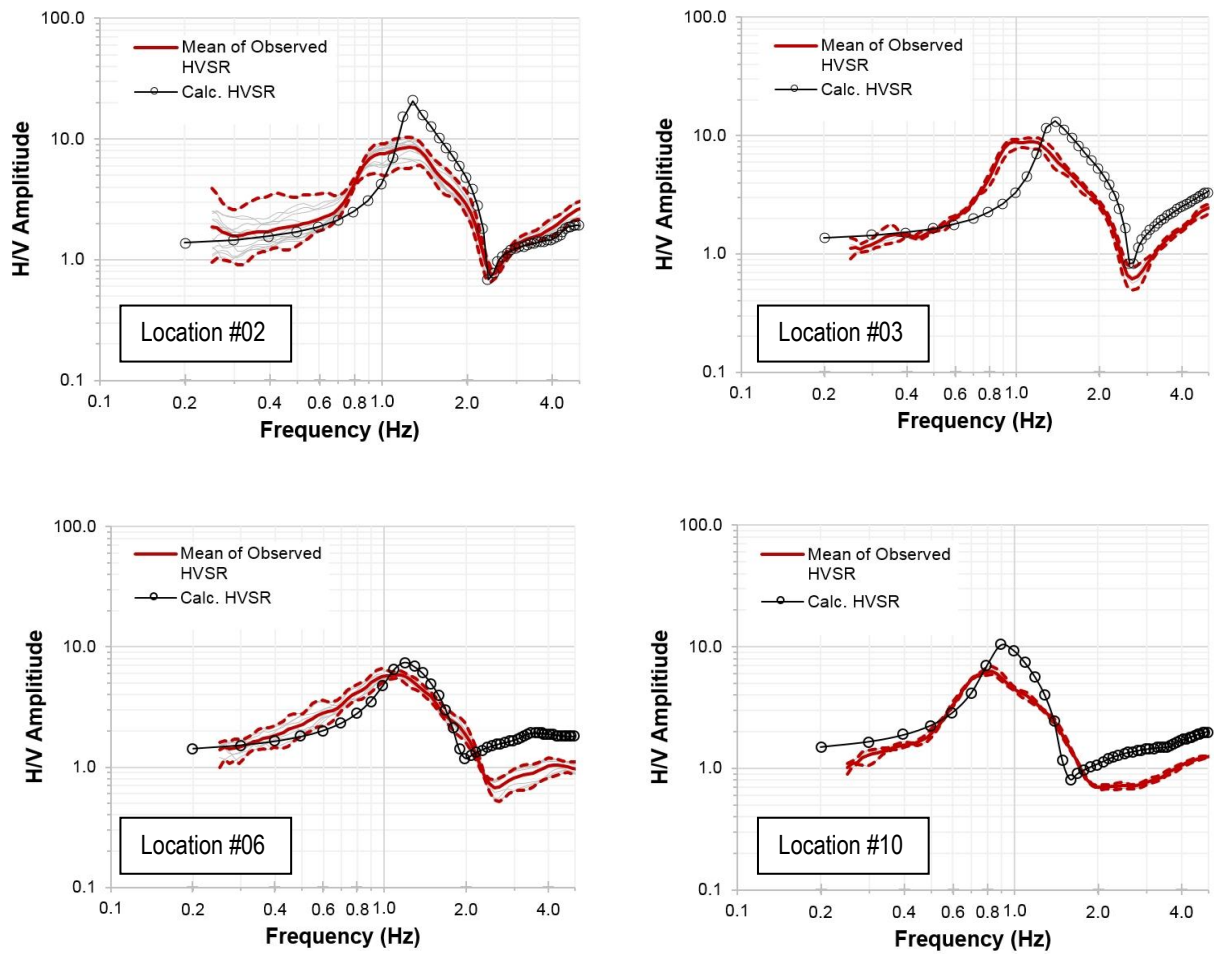 100.0
10.0
1.0
0.1
H/V Amplitiude
Mean of Observed
HVSR
Calc. HVSR
Location #02
0.1 0.2 0.4 0.6 0.8 1.0 2.0 4.0
Frequency (Hz)
100.0
10.0
1.0
0.1
H/V Amplitiude
Mean of Observed
HVSR
Calc. HVSR
Location #03
0.1 0.2 0.4 0.6 0.8 1.0 2.0 4.0
Frequency (Hz)
100.0
10.0
1.0
0.1
H/V Amplitiude
Mean of Observed
HVSR
Calc. HVSR
Location #06
0.1 0.2 0.4 0.6 0.8 1.0 2.0 4.0
Frequency (Hz)
100.0
10.0
1.0
0.1
H/V Amplitiude
Mean of Observed
HVSR
Calc. HVSR
Location #10
0.1 0.2 0.4 0.6 0.8 1.0 2.0 4.0
Frequency (Hz)